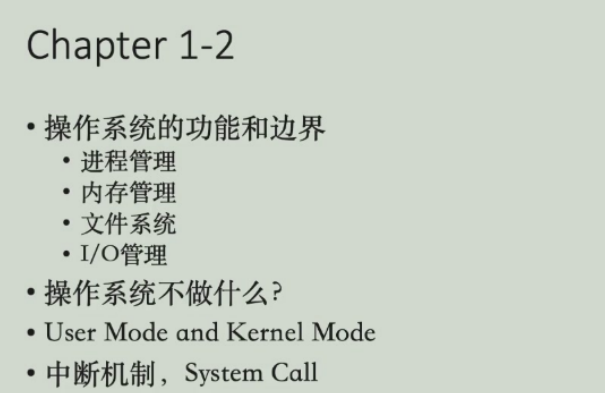 Chapter 1-2
• 操作系统的功能和边界
• 进程管理
• 内存管理
• 文件系统
• I/O管理
• 操作系统不做什么?
• User Mode and Kernel Mode
• 中断机制，System Call